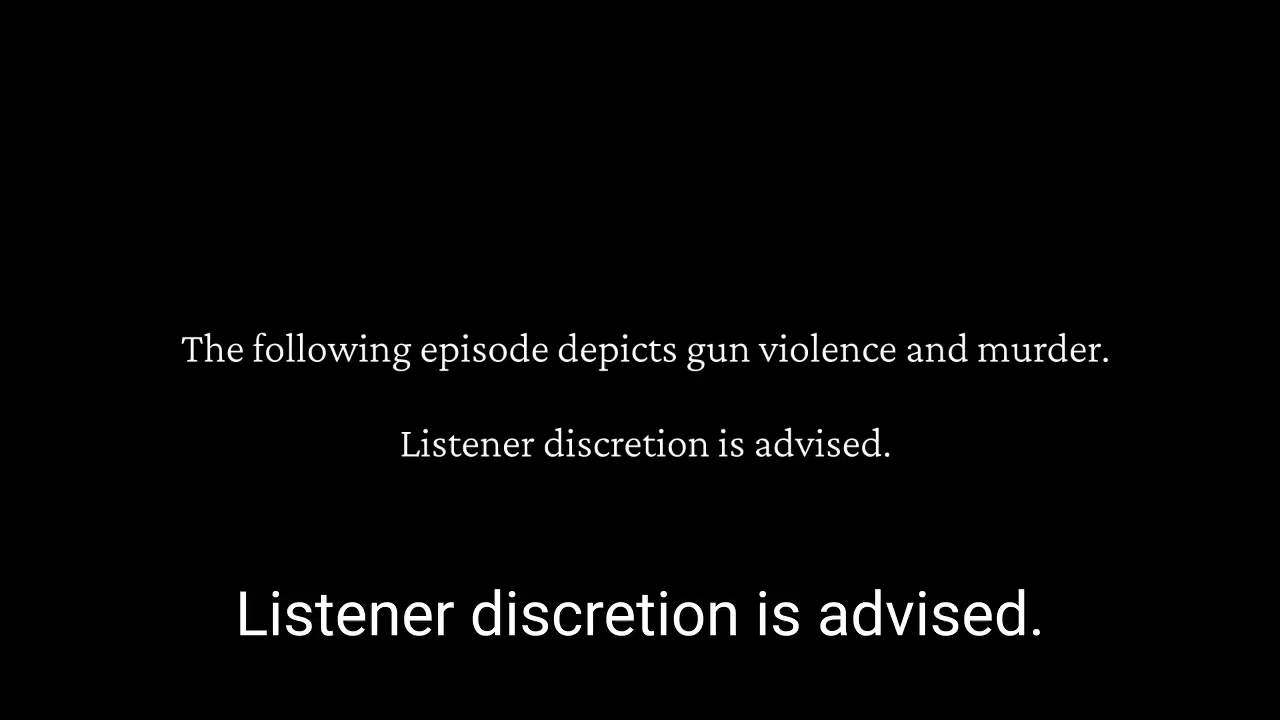 The following episode depicts gun violence and murder.
Listener discretion is advised.
Listener discretion is advised.